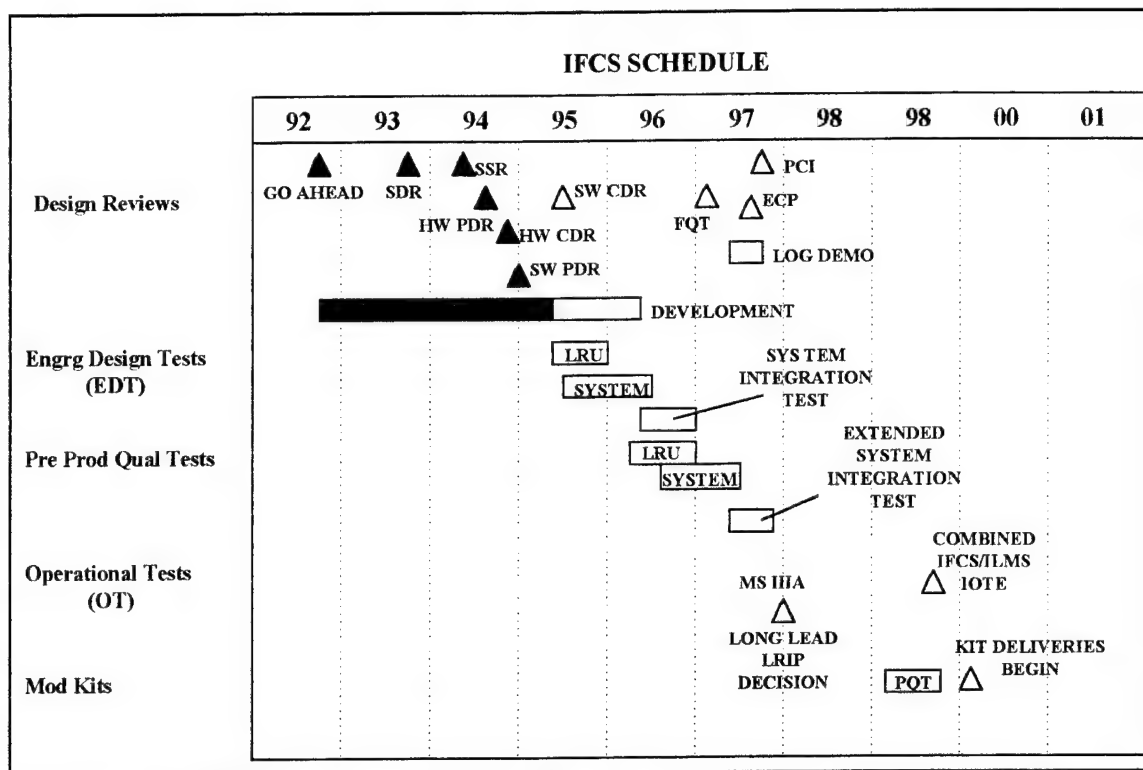 IFCS SCHEDULE
92 93 94 95 96 97 98 98 00 01
Design Reviews
GO AHEAD
SDR
SSR
HW PDR
HW CDR
SW PDR
SW CDR
FQT
PCI
ECP
LOG DEMO
DEVELOPMENT
Engrg Design Tests
(EDT)
LRU
SYSTEM
SYSTEM
INTEGRATION
TEST
Pre Prod Qual Tests
LRU
SYSTEM
EXTENDED
SYSTEM
INTEGRATION
TEST
Operational Tests
(OT)
MS IIIA
LONG LEAD
LRIP
DECISION
COMBINED
IFCS/ILMS
IOTE
Mod Kits
PQT
KIT DELIVERIES
BEGIN